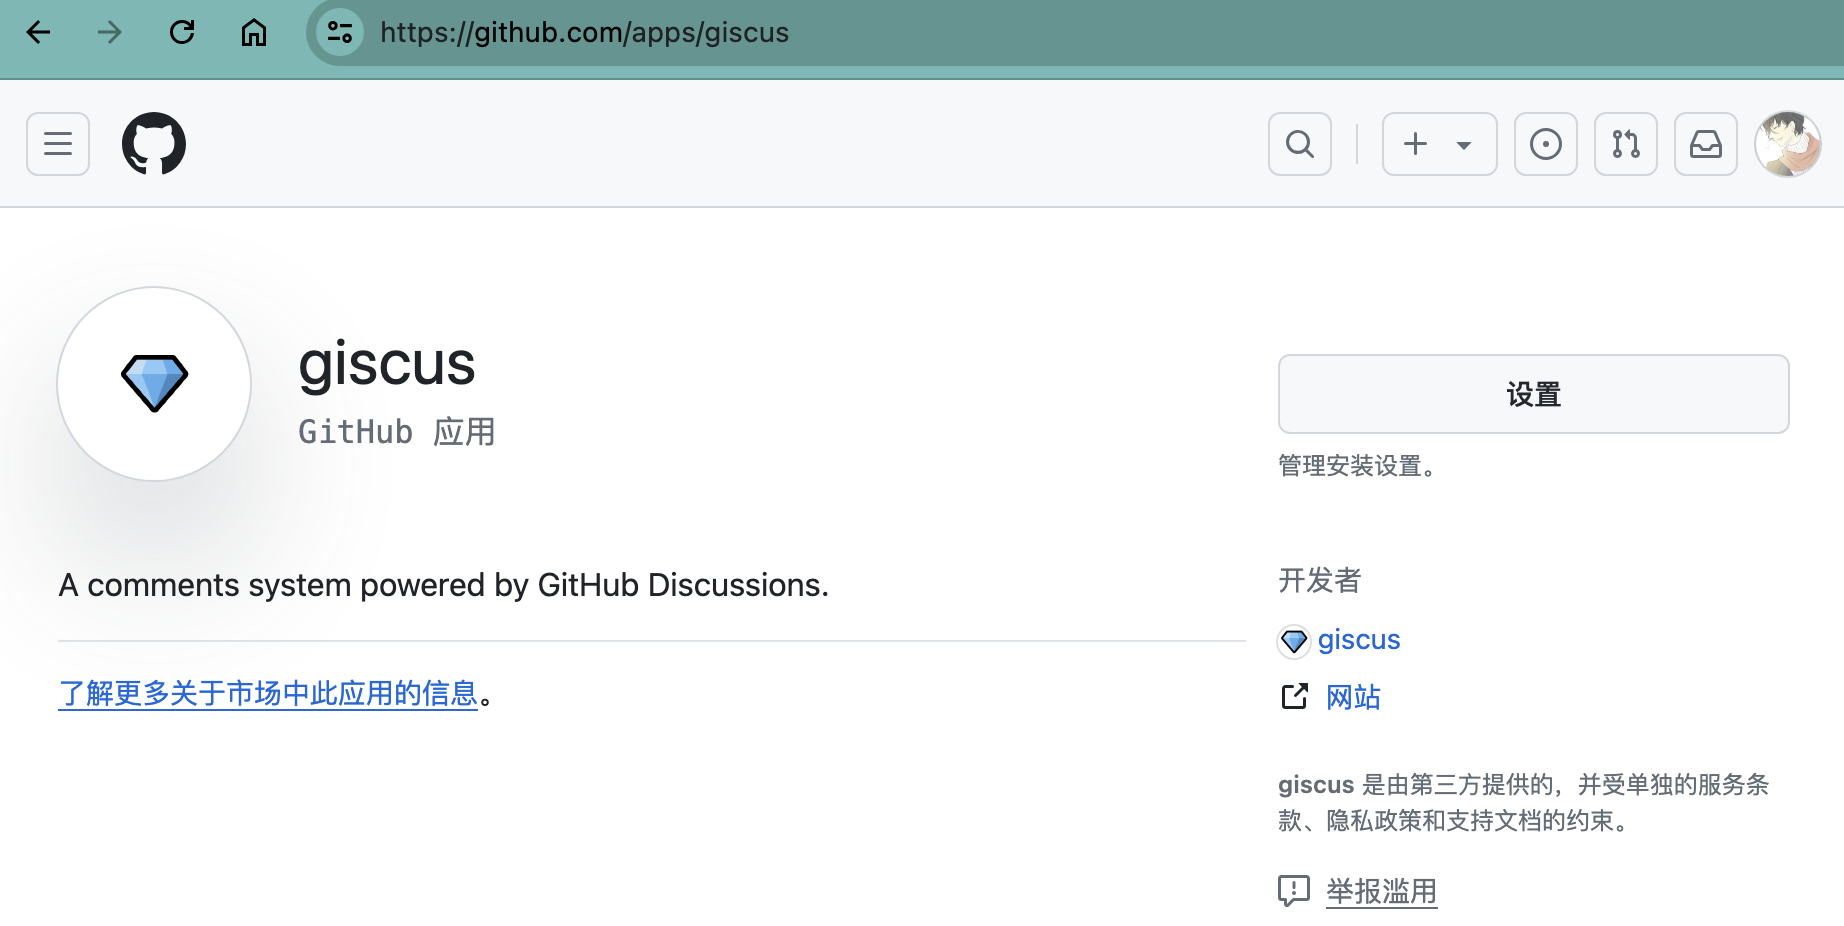 https://github.com/apps/giscus
giscus
GitHub 应用
设置
管理安装设置。
A comments system powered by GitHub Discussions.
了解更多关于市场中此应用的信息。
开发者
giscus
网站
giscus 是由第三方提供的，并受单独的服务条
款、隐私政策和支持文档的约束。
举报滥用